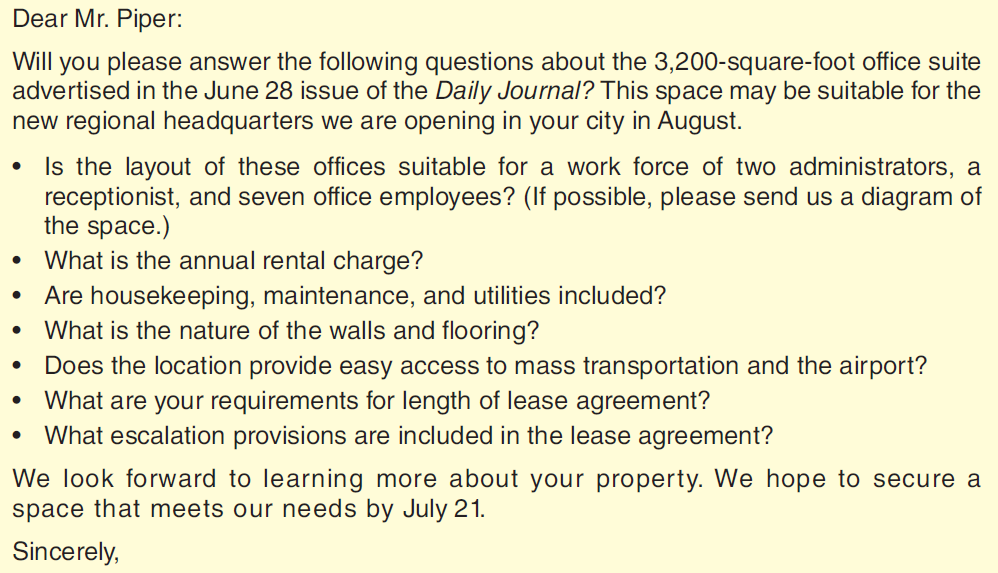 Dear Mr. Piper:
Will you please answer the following questions about the 3,200-square-foot office suite
advertised in the June 28 issue of the Daily Journal? This space may be suitable for the
new regional headquarters we are opening in your city in August.
• Is the layout of these offices suitable for a work force of two administrators, a
receptionist, and seven office employees? (If possible, please send us a diagram of
the space.)
• What is the annual rental charge?
• Are housekeeping, maintenance, and utilities included?
• What is the nature of the walls and flooring?
• Does the location provide easy access to mass transportation and the airport?
• What are your requirements for length of lease agreement?
• What escalation provisions are included in the lease agreement?
We look forward to learning more about your property. We hope to secure a
space that meets our needs by July 21.
Sincerely,